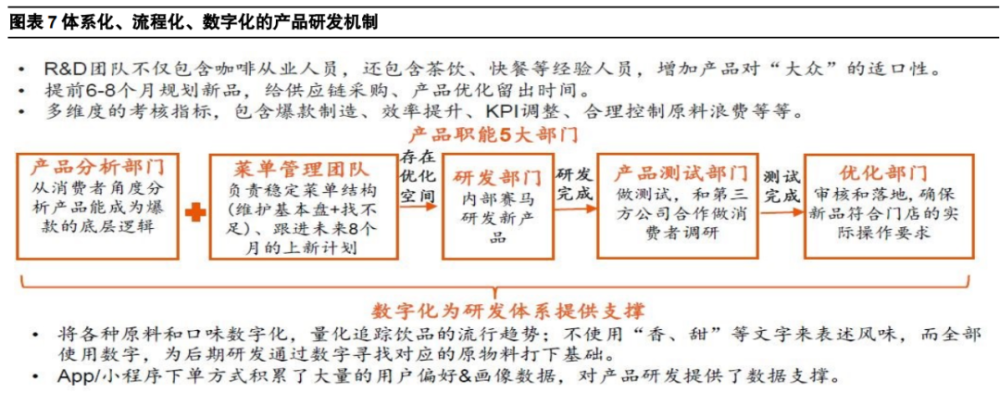 图表 7 体系化、流程化、数字化的产品研发机制
• R&D团队不仅包含咖啡从业人员，还包含茶饮、快餐等经验人员，增加产品对“大众”的适口性。
• 提前6-8个月规划新品，给供应链采购、产品优化留出时间。
• 多维度的考核指标，包含爆款制造、效率提升、KPI调整、合理控制原料浪费等等。
产品职能5大部门
产品分析部门
从消费者角度分
析产品能成为爆
款的底层逻辑
菜单管理团队
负责稳定菜单结构
(维护基本盘+找不
足)、跟进未来8个
月的上新计划
存在
优化
空间
研发部门
内部赛马
研发新产
品
研发
完成
产品测试部门
做测试，和第三
方公司合作做消
费者调研
测试
完成
优化部门
审核和落地,确保
新品符合门店的实
际操作要求
数字化为研发体系提供支撑
• 将各种原料和口味数字化，量化追踪饮品的流行趋势；不使用“香、甜”等文字来表述风味，而全部
使用数字，为后期研发通过数字寻找对应的原物料打下基础。
• App/小程序下单方式积累了大量的用户偏好&画像数据，对产品研发提供了数据支撑。